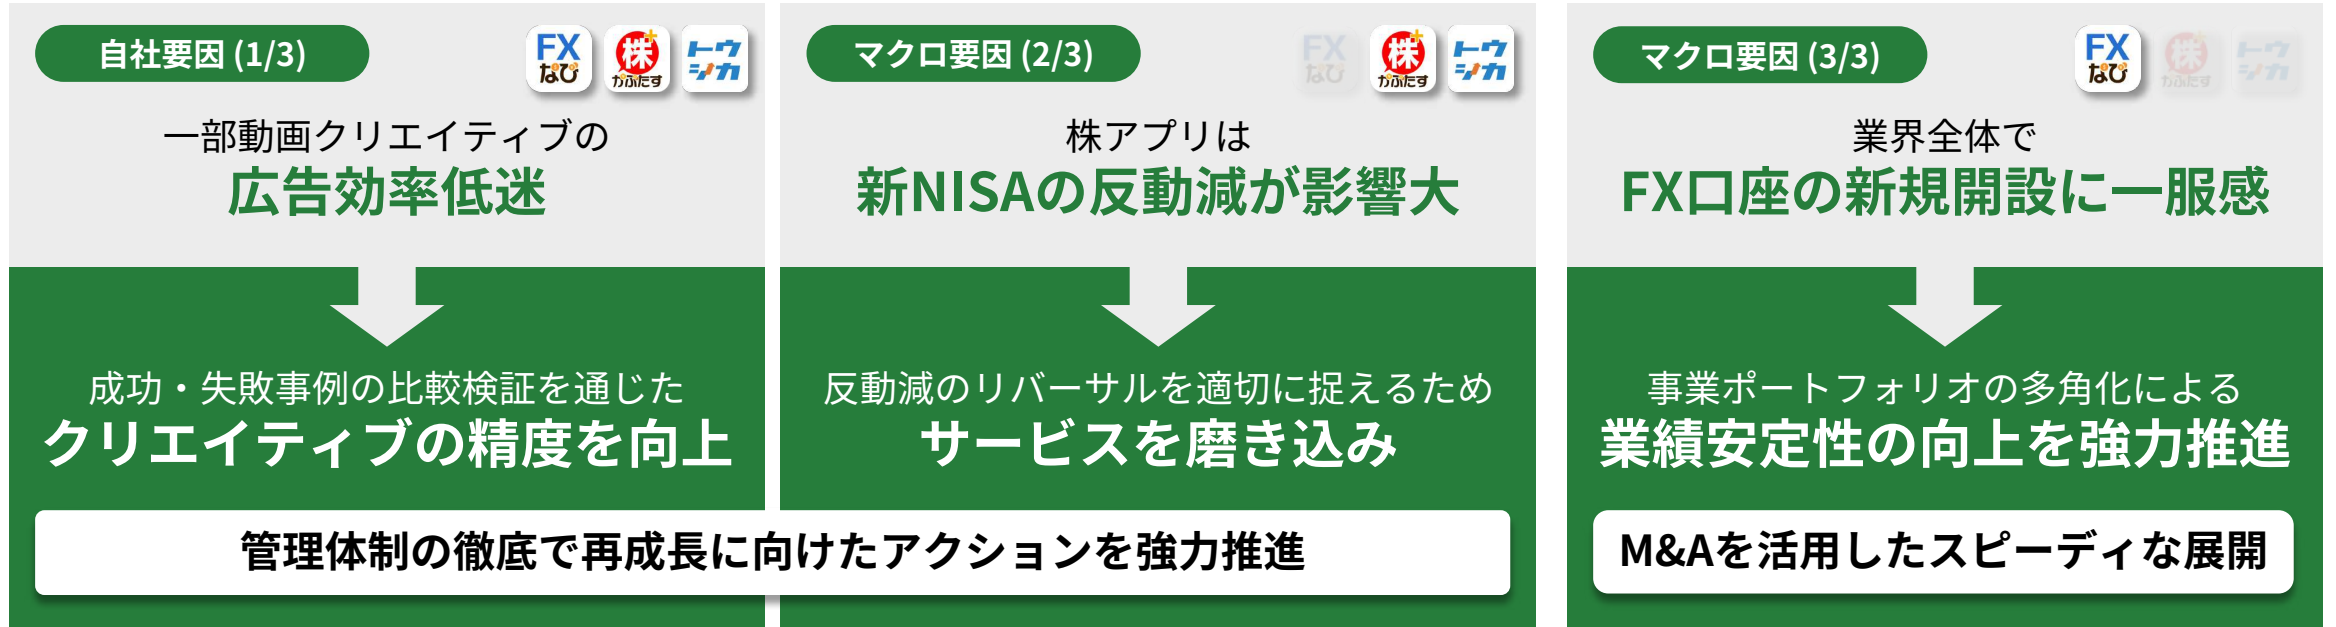 自社要因 (1/3)
FX
なび
株
かぶたす
トウ
シカ
一部動画クリエイティブの
広告効率低迷
成功・失敗事例の比較検証を通じた
クリエイティブの精度を向上
マクロ要因 (2/3)
FX
なび
株
かぶたす
トウ
シカ
株アプリは
新NISAの反動減が影響大
反動減のリバーサルを適切に捉えるため
サービスを磨き込み
管理体制の徹底で再成長に向けたアクションを強力推進
マクロ要因 (3/3)
FX
なび
株
かぶたす
トウ
シカ
業界全体で
FX口座の新規開設に一服感
事業ポートフォリオの多角化による
業績安定性の向上を強力推進
M&Aを活用したスピーディな展開